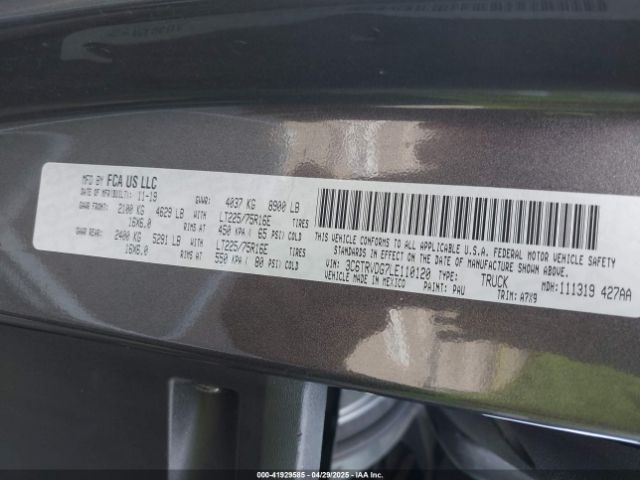 MFD BY FCA US LLC
DATE OF MFR(BUILT): 11-19 GVWR: 4037 KG 8900 LB
GAWR FRONT: 2100 KG 4629 LB WITH LT225/75R16E TIRES
16X6.0 RIMS AT 450 KPA ( 65 PSI) COLD
GAWR REAR: 2400 KG 5291 LB WITH LT225/75R16E TIRES
16X6.0 RIMS AT 550 KPA ( 80 PSI) COLD
THIS VEHICLE CONFORMS TO ALL APPLICABLE U.S.A. FEDERAL MOTOR VEHICLE SAFETY
STANDARDS IN EFFECT ON THE DATE OF MANUFACTURE SHOWN ABOVE.
VIN: 3C6TRVDG7LE110120 TYPE: TRUCK MDH: 111319 427AA
VEHICLE MADE IN MEXICO PAINT: PAU TRIM: A7X9
© 41929585 - 04/29/2025 - © IAA Inc.